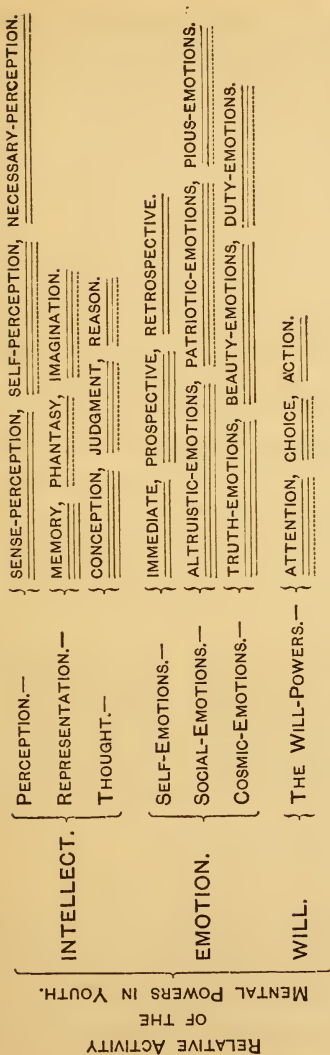 RELATIVE ACTIVITY
OF THE
MENTAL POWERS IN YOUTH.
INTELLECT.
PERCEPTION.— SENSE-PERCEPTION, SELF-PERCEPTION, NECESSARY-PERCEPTION.
REPRESENTATION.— MEMORY, PHANTASY, IMAGINATION.
THOUGHT.— CONCEPTION, JUDGMENT, REASON.
EMOTION.
SELF-EMOTIONS.— IMMEDIATE, PROSPECTIVE, RETROSPECTIVE.
SOCIAL-EMOTIONS.— ALTRUISTIC-EMOTIONS, PATRIOTIC-EMOTIONS, PIOUS-EMOTIONS.
COSMIC-EMOTIONS.— TRUTH-EMOTIONS, BEAUTY-EMOTIONS, DUTY-EMOTIONS.
WILL.
THE WILL-POWERS.— ATTENTION, CHOICE, ACTION.